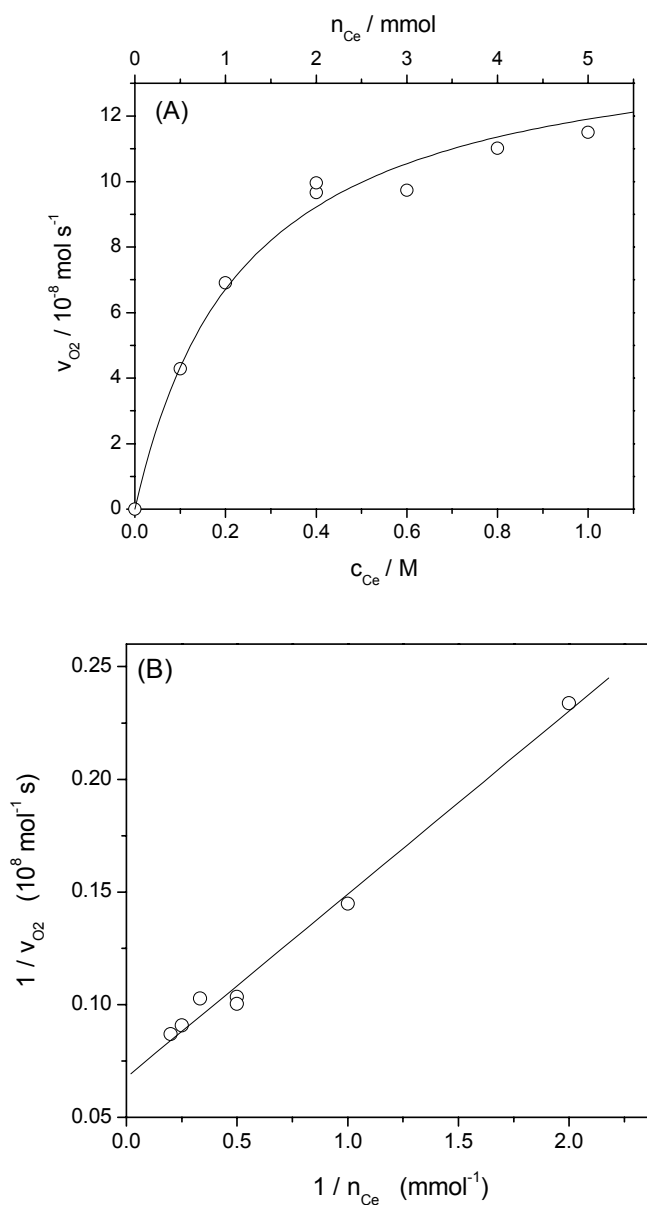 n_Ce / mmol
0 1 2 3 4 5
(A)
12
10
8
6
4
2
0
v_O2 / 10^-8 mol s^-1
0.0 0.2 0.4 0.6 0.8 1.0
c_Ce / M
(B)
0.25
0.20
0.15
0.10
0.05
1 / v_O2 (10^8 mol^-1 s)
0.0 0.5 1.0 1.5 2.0
1 / n_Ce (mmol^-1)